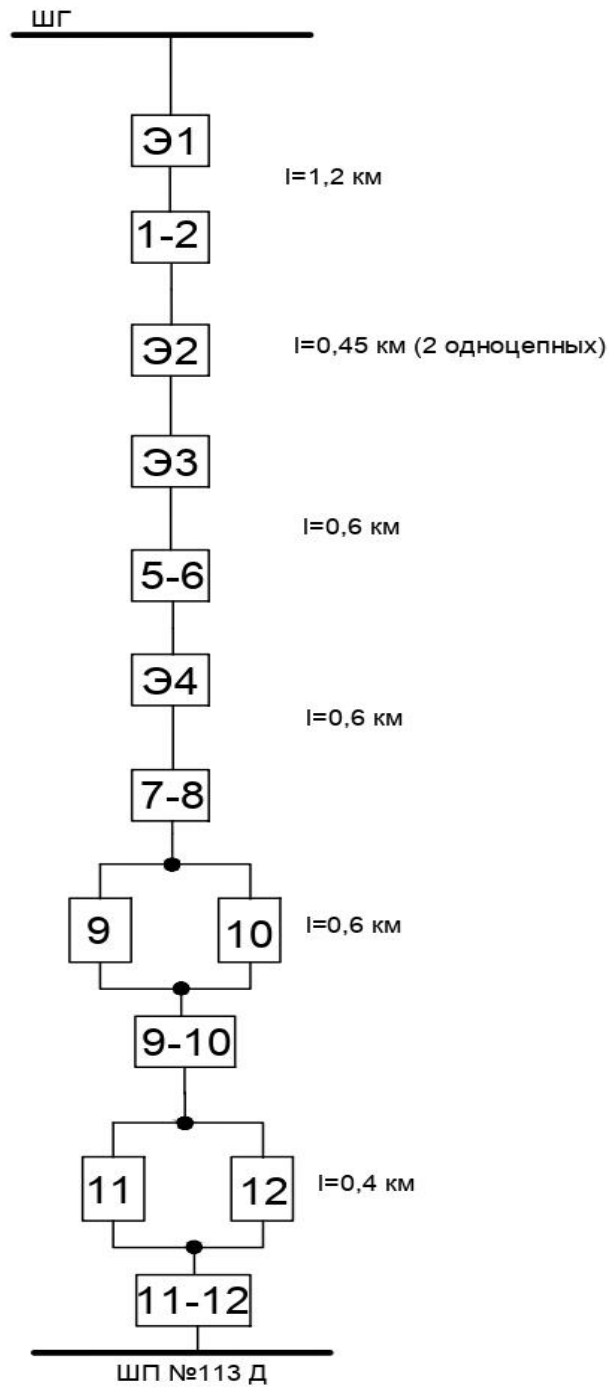 ШГ
Э1
l=1,2 км
1-2
Э2
l=0,45 км (2 одноцепных)
Э3
l=0,6 км
5-6
Э4
l=0,6 км
7-8
9
10
l=0,6 км
9-10
11
12
l=0,4 км
11-12
ШП №113 Д